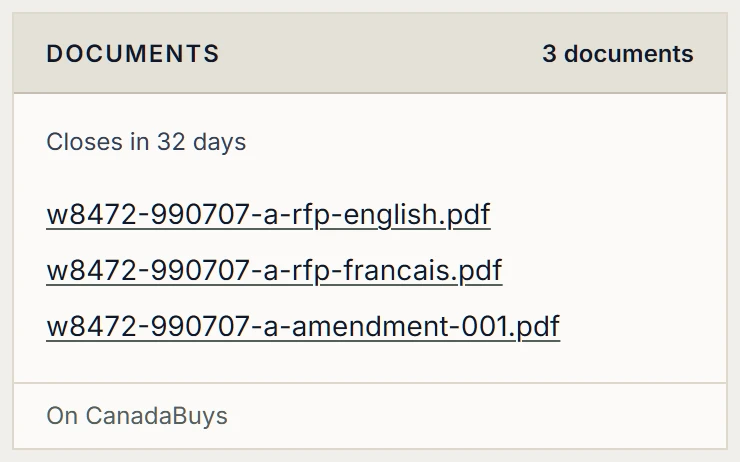 DOCUMENTS 3 documents
Closes in 32 days
w8472-990707-a-rfp-english.pdf
w8472-990707-a-rfp-francais.pdf
w8472-990707-a-amendment-001.pdf
On CanadaBuys